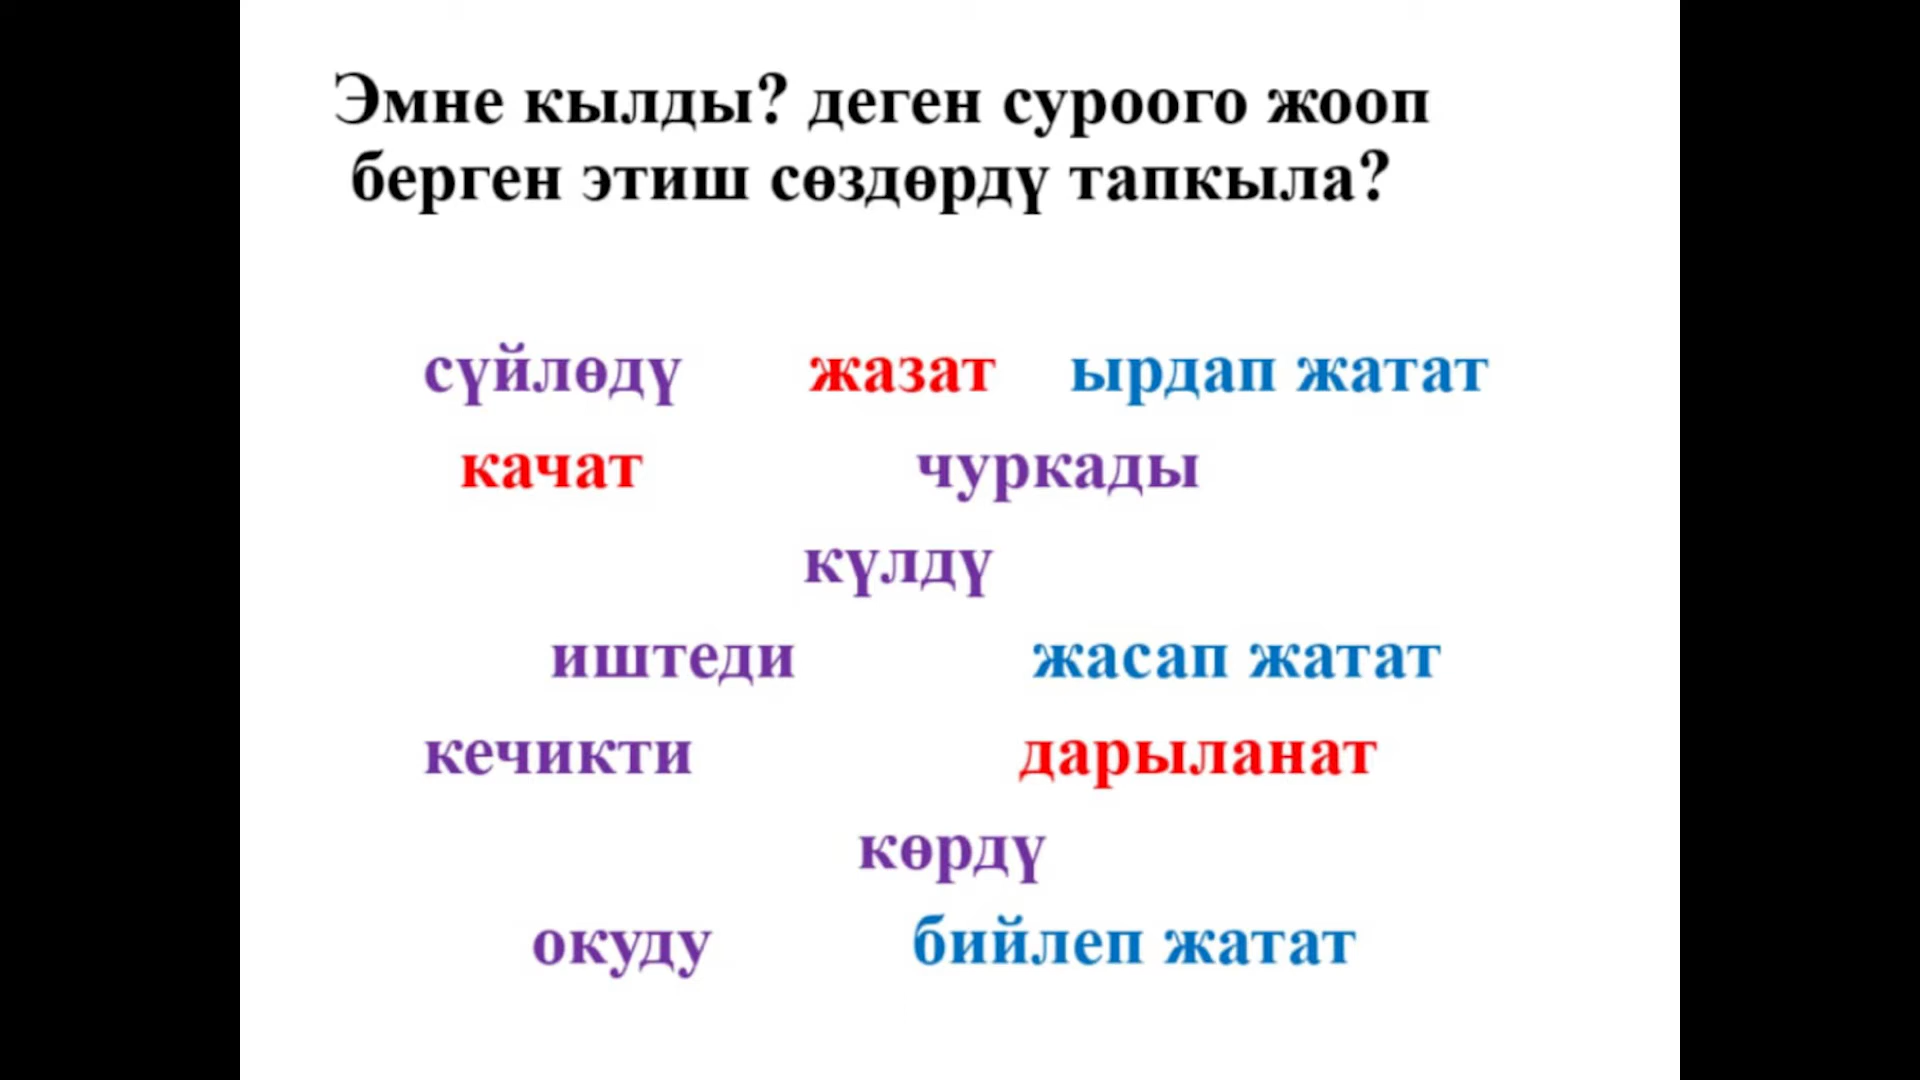 Эмне кылды? деген суроого жооп
берген этиш сөздөрдү тапкыла?
сүйлөдү жазат ырдап жатат
качат чуркады
күлдү
иштеди жасап жатат
кечикти дарыланат
көрдү
окуду бийлеп жатат